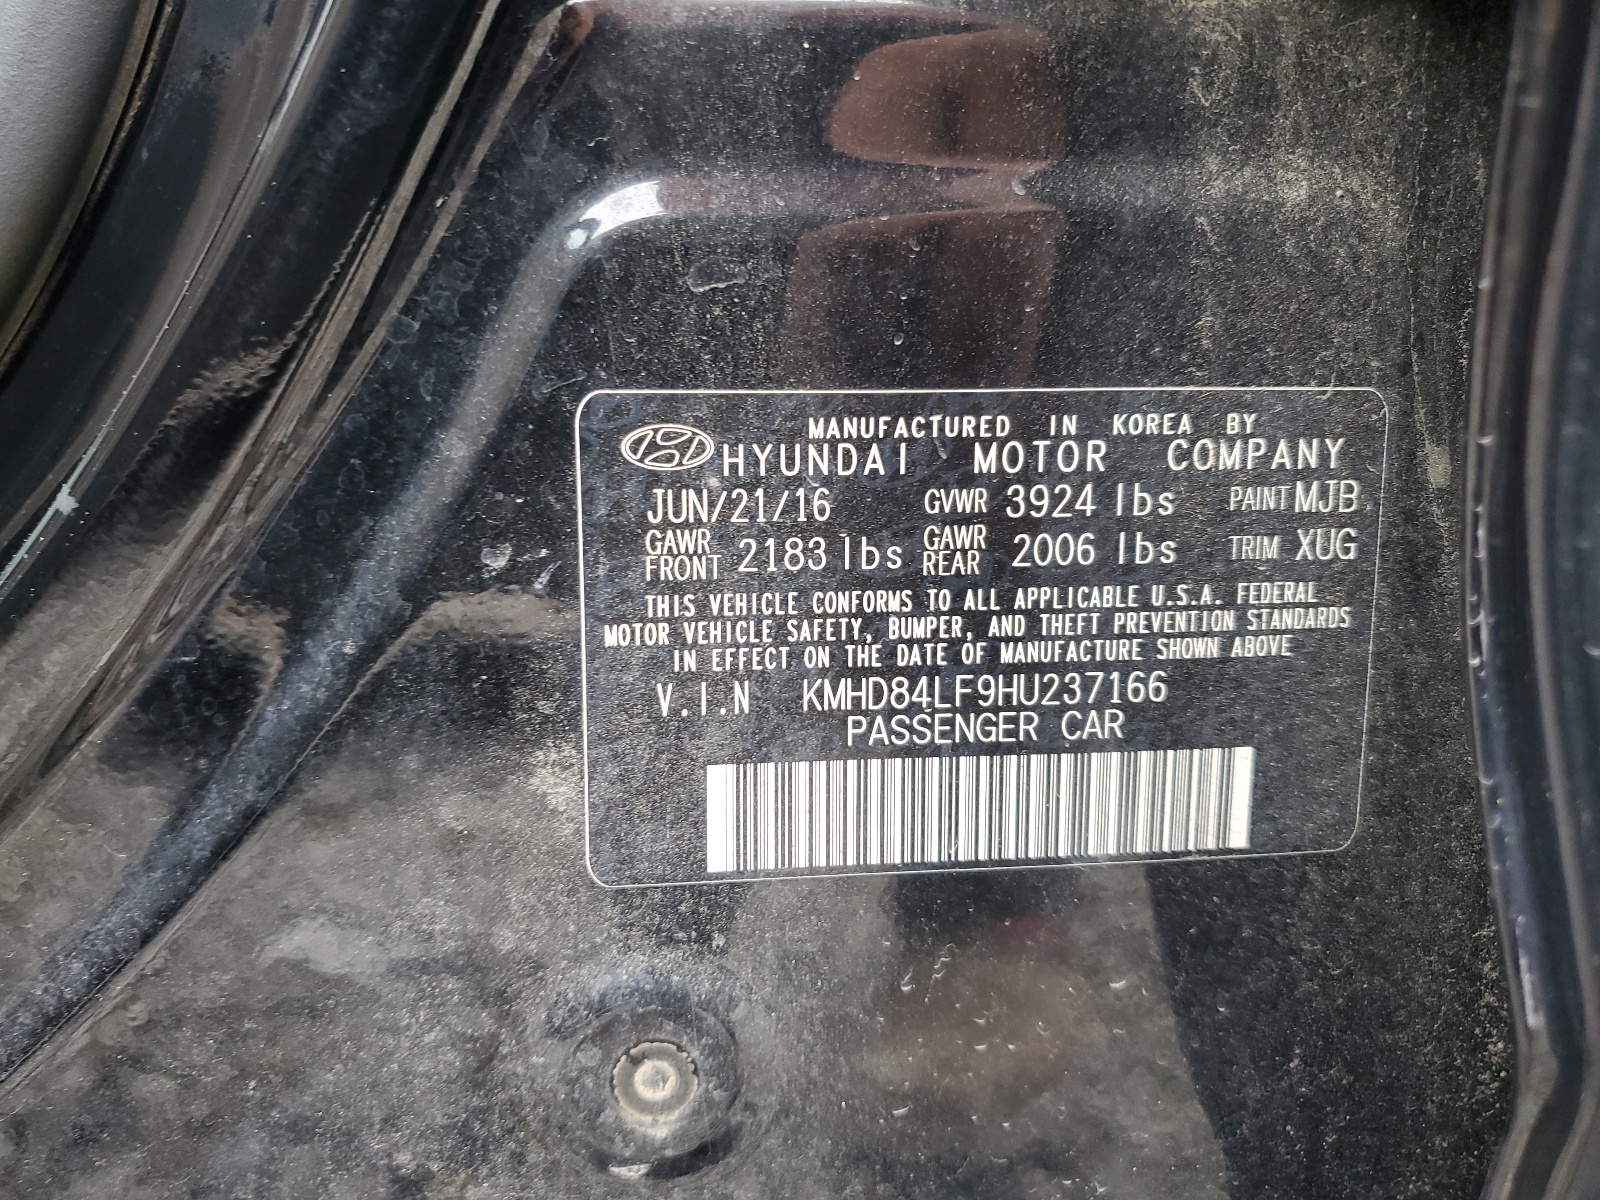 MANUFACTURED IN KOREA BY
HYUNDAI MOTOR COMPANY
JUN/21/16 GVWR 3924 lbs PAINT MJB
GAWR FRONT 2183 lbs GAWR REAR 2006 lbs TRIM XUG
THIS VEHICLE CONFORMS TO ALL APPLICABLE U.S.A. FEDERAL
MOTOR VEHICLE SAFETY, BUMPER, AND THEFT PREVENTION STANDARDS
IN EFFECT ON THE DATE OF MANUFACTURE SHOWN ABOVE
V.I.N KMHD84LF9HU237166
PASSENGER CAR